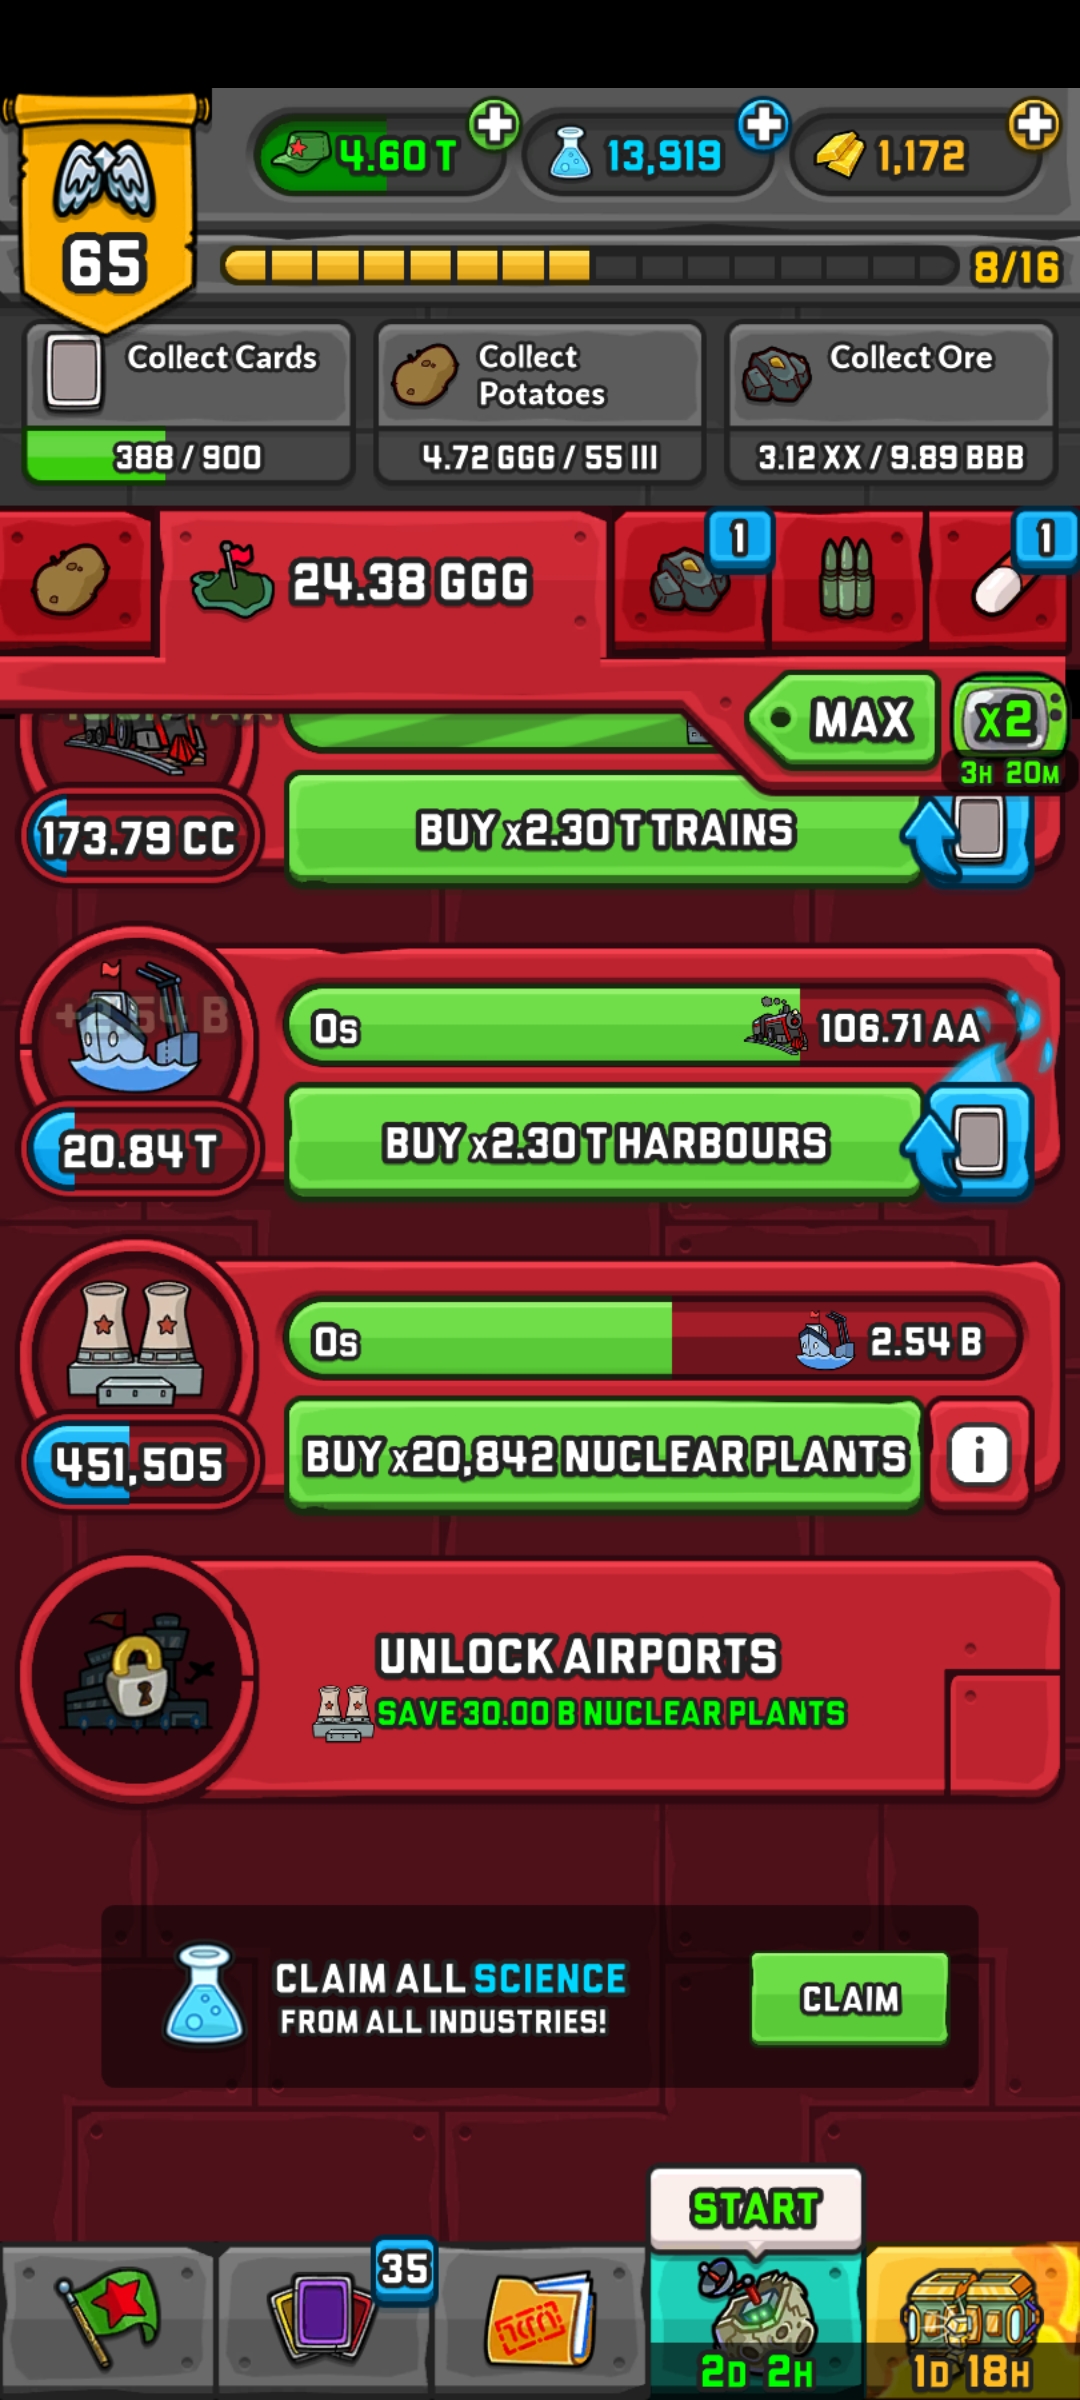 4.60 T
13,919
1,172
65
8/16
Collect Cards
388 / 900
Collect
Potatoes
4.72 GGG / 55 III
Collect Ore
3.12 XX / 9.89 BBB
24.38 GGG
1
1
MAX
x2
3H 20M
173.79 CC
BUY x2.30 T TRAINS
0s
106.71 AA
20.84 T
BUY x2.30 T HARBOURS
0s
2.54 B
451,505
BUY x20,842 NUCLEAR PLANTS
i
UNLOCK AIRPORTS
SAVE 30.00 B NUCLEAR PLANTS
CLAIM ALL SCIENCE
FROM ALL INDUSTRIES!
CLAIM
START
35
2D 2H
1D 18H